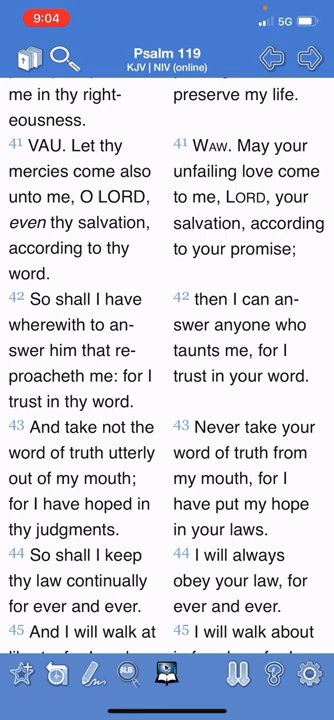 9:04
5G
Psalm 119
KJV | NIV (online)
me in thy right-
eousness.
41 VAU. Let thy
mercies come also
unto me, O LORD,
even thy salvation,
according to thy
word.
42 So shall I have
wherewith to an-
swer him that re-
proacheth me: for I
trust in thy word.
43 And take not the
word of truth utterly
out of my mouth;
for I have hoped in
thy judgments.
44 So shall I keep
thy law continually
for ever and ever.
45 And I will walk at
preserve my life.
41 WAW. May your
unfailing love come
to me, LORD, your
salvation, according
to your promise;
42 then I can an-
swer anyone who
taunts me, for I
trust in your word.
43 Never take your
word of truth from
my mouth, for I
have put my hope
in your laws.
44 I will always
obey your law, for
ever and ever.
45 I will walk about
BLB